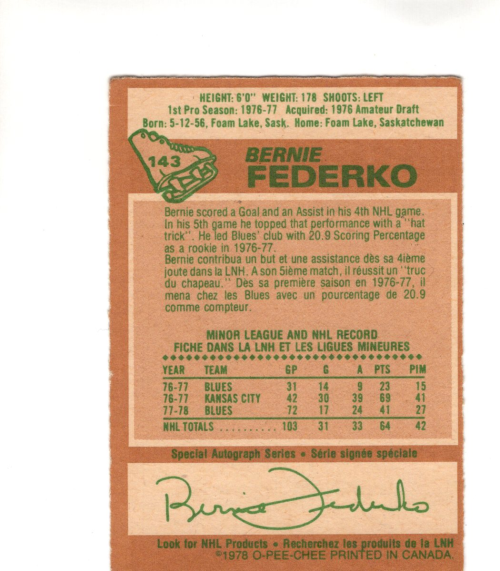 HEIGHT: 6'0" WEIGHT: 178 SHOOTS: LEFT
1st Pro Season: 1976-77 Acquired: 1976 Amateur Draft
Born: 5-12-56, Foam Lake, Sask. Home: Foam Lake, Saskatchewan
143
BERNIE
FEDERKO
Bernie scored a Goal and an Assist in his 4th NHL game.
In his 5th game he topped that performance with a "hat
trick". He led Blues' club with 20.9 Scoring Percentage
as a rookie in 1976-77.
Bernie contribua un but et une assistance dès sa 4ième
joute dans la LNH. A son 5ième match, il réussit un "truc
du chapeau." Dès sa première saison en 1976-77, il
mena chez les Blues avec un pourcentage de 20.9
comme compteur.
MINOR LEAGUE AND NHL RECORD
FICHE DANS LA LNH ET LES LIGUES MINEURES
YEAR TEAM GP G A PTS PIM
76-77 BLUES 31 14 9 23 15
76-77 KANSAS CITY 42 30 39 69 41
77-78 BLUES 72 17 24 41 27
NHL TOTALS .......... 103 31 33 64 42
Special Autograph Series • Série signée spéciale
Bernie Federko
Look for NHL Products • Recherchez les produits de la LNH
©1978 O-PEE-CHEE PRINTED IN CANADA.